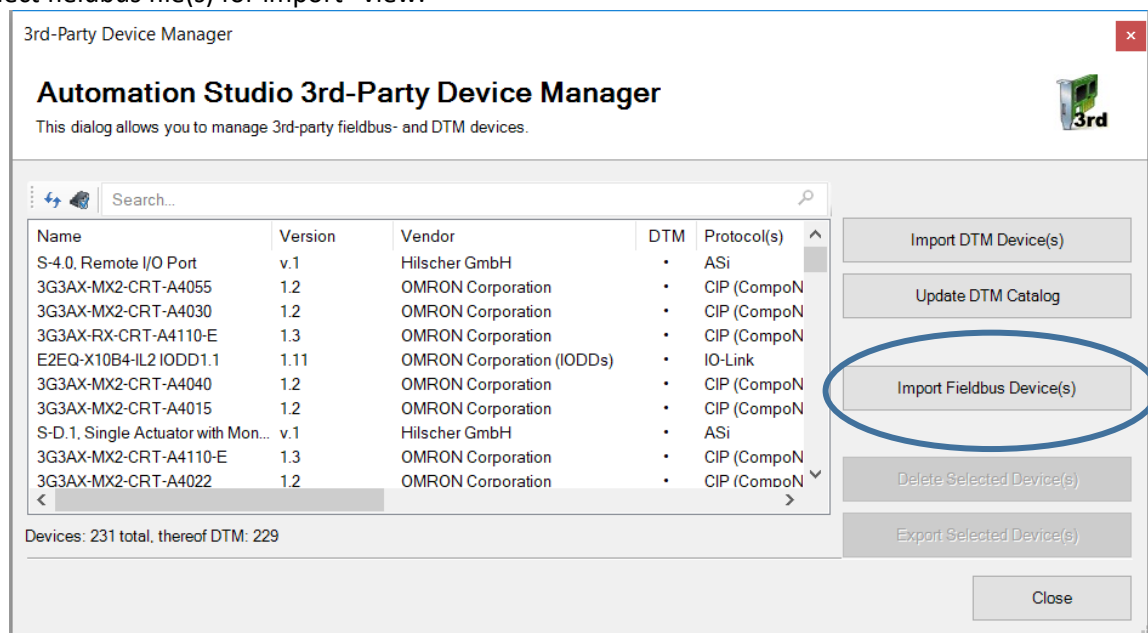 ect fieldbus file(s) for import" view.
3rd-Party Device Manager
×
Automation Studio 3rd-Party Device Manager
This dialog allows you to manage 3rd-party fieldbus- and DTM devices.
3rd
Search...
Name Version Vendor DTM Protocol(s)
S-4.0, Remote I/O Port v.1 Hilscher GmbH • ASi
3G3AX-MX2-CRT-A4055 1.2 OMRON Corporation • CIP (CompoN
3G3AX-MX2-CRT-A4030 1.2 OMRON Corporation • CIP (CompoN
3G3AX-RX-CRT-A4110-E 1.3 OMRON Corporation • CIP (CompoN
E2EQ-X10B4-IL2 IODD1.1 1.11 OMRON Corporation (IODDs) • IO-Link
3G3AX-MX2-CRT-A4040 1.2 OMRON Corporation • CIP (CompoN
3G3AX-MX2-CRT-A4015 1.2 OMRON Corporation • CIP (CompoN
S-D.1, Single Actuator with Mon... v.1 Hilscher GmbH • ASi
3G3AX-MX2-CRT-A4110-E 1.3 OMRON Corporation • CIP (CompoN
3G3AX-MX2-CRT-A4022 1.2 OMRON Corporation • CIP (CompoN
Devices: 231 total, thereof DTM: 229
Import DTM Device(s)
Update DTM Catalog
Import Fieldbus Device(s)
Delete Selected Device(s)
Export Selected Device(s)
Close